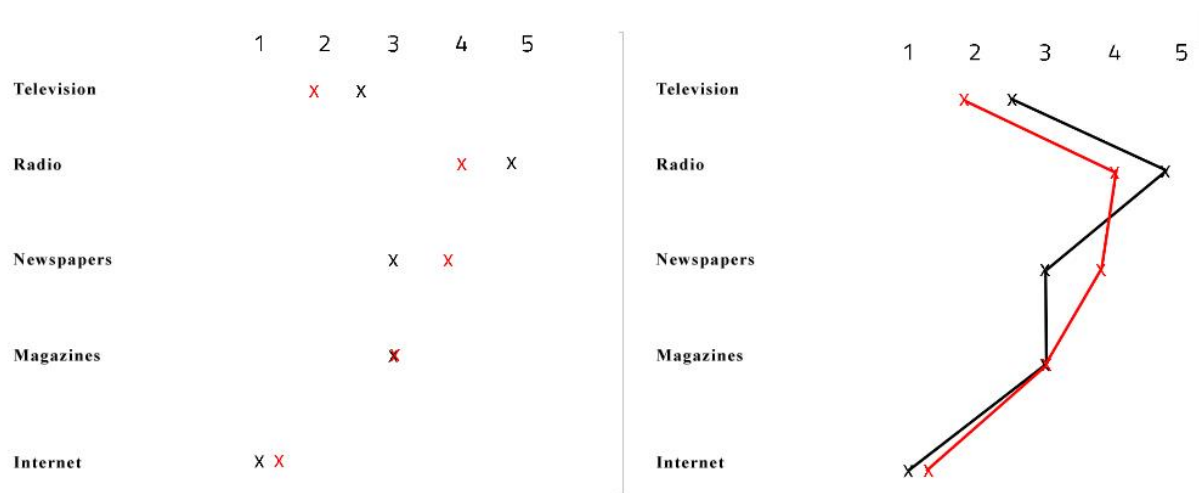 1 2 3 4 5
Television x x
Radio x x
Newspapers x x
Magazines x x
Internet x x
1 2 3 4 5
Television x x
Radio x x
Newspapers x x
Magazines x x
Internet x x